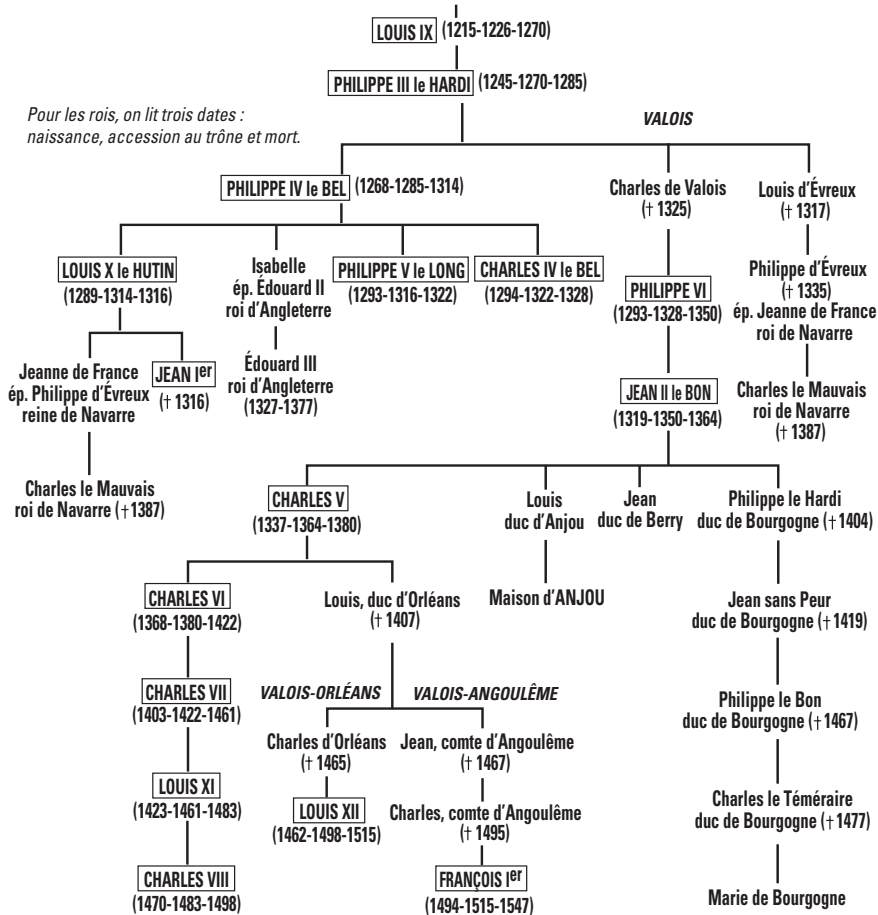 LOUIS IX (1215-1226-1270)
PHILIPPE III le HARDI (1245-1270-1285)
Pour les rois, on lit trois dates :
naissance, accession au trône et mort.
VALOIS
PHILIPPE IV le BEL (1268-1285-1314)
Charles de Valois
(† 1325)
Louis d'Évreux
(† 1317)
LOUIS X le HUTIN
(1289-1314-1316)
Isabelle
ép. Édouard II
roi d'Angleterre
PHILIPPE V le LONG
(1293-1316-1322)
CHARLES IV le BEL
(1294-1322-1328)
PHILIPPE VI
(1293-1328-1350)
Philippe d'Évreux
(† 1335)
ép. Jeanne de France
roi de Navarre
Jeanne de France
ép. Philippe d'Évreux
reine de Navarre
JEAN Ier
(† 1316)
Édouard III
roi d'Angleterre
(1327-1377)
JEAN II le BON
(1319-1350-1364)
Charles le Mauvais
roi de Navarre
(† 1387)
Charles le Mauvais
roi de Navarre († 1387)
CHARLES V
(1337-1364-1380)
Louis
duc d'Anjou
Jean
duc de Berry
Philippe le Hardi
duc de Bourgogne († 1404)
CHARLES VI
(1368-1380-1422)
Louis, duc d'Orléans
(† 1407)
Maison d'ANJOU
Jean sans Peur
duc de Bourgogne († 1419)
CHARLES VII
(1403-1422-1461)
VALOIS-ORLÉANS
VALOIS-ANGOULÊME
Philippe le Bon
duc de Bourgogne († 1467)
Charles d'Orléans
(† 1465)
Jean, comte d'Angoulême
(† 1467)
LOUIS XI
(1423-1461-1483)
LOUIS XII
(1462-1498-1515)
Charles, comte d'Angoulême
(† 1495)
Charles le Téméraire
duc de Bourgogne († 1477)
CHARLES VIII
(1470-1483-1498)
FRANÇOIS Ier
(1494-1515-1547)
Marie de Bourgogne